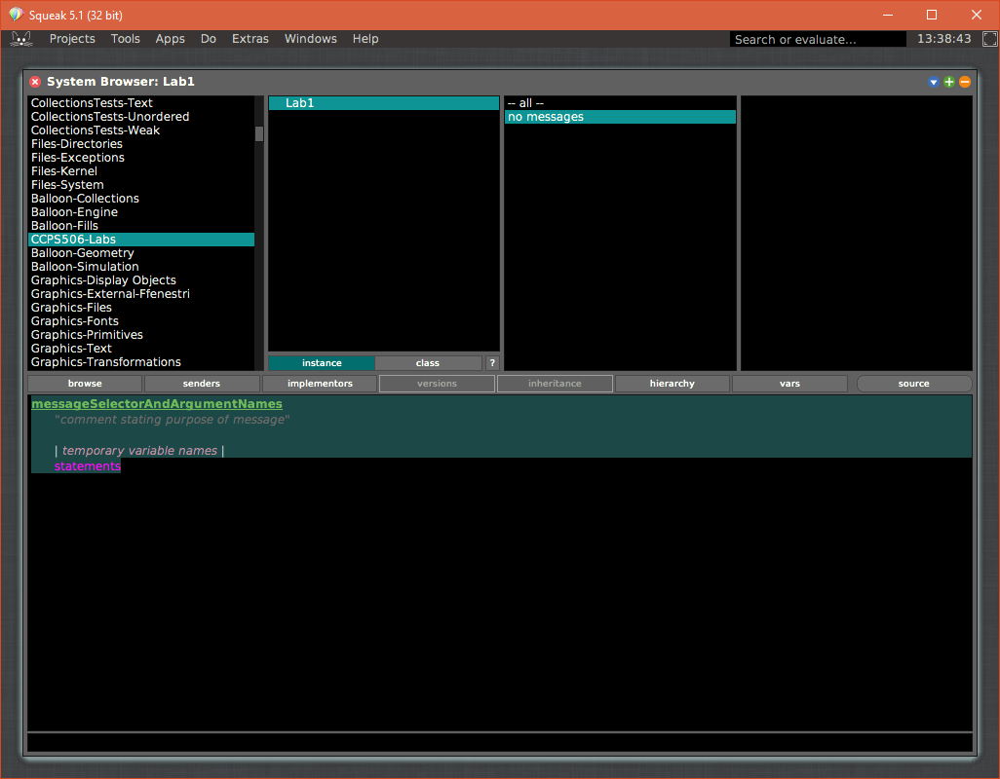 Squeak 5.1 (32 bit)
Projects Tools Apps Do Extras Windows Help Search or evaluate... 13:38:43
System Browser: Lab1
CollectionsTests-Text
CollectionsTests-Unordered
CollectionsTests-Weak
Files-Directories
Files-Exceptions
Files-Kernel
Files-System
Balloon-Collections
Balloon-Engine
Balloon-Fills
CCPS506-Labs
Balloon-Geometry
Balloon-Simulation
Graphics-Display Objects
Graphics-External-Ffenestri
Graphics-Files
Graphics-Fonts
Graphics-Primitives
Graphics-Text
Graphics-Transformations
Lab1
instance class ?
-- all --
no messages
browse senders implementors versions inheritance hierarchy vars source
messageSelectorAndArgumentNames
"comment stating purpose of message"
| temporary variable names |
statements